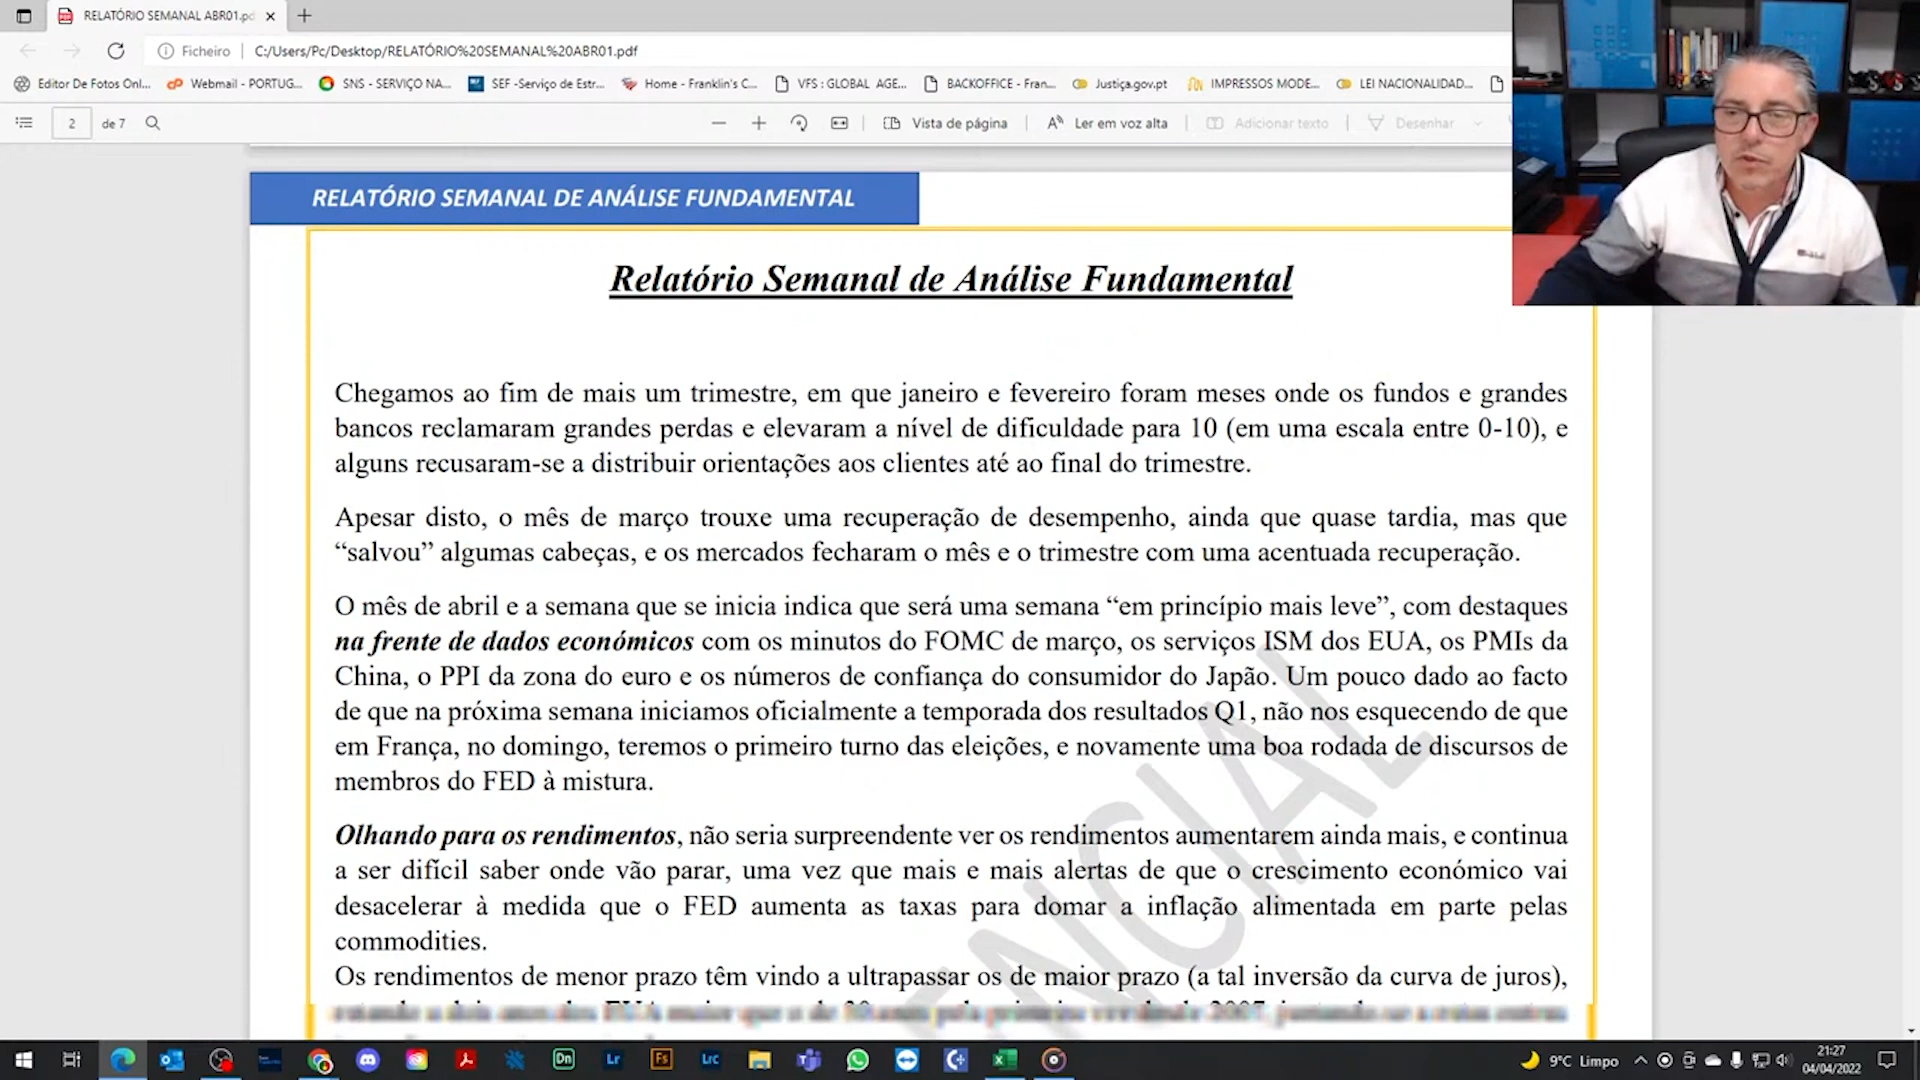 RELATÓRIO SEMANAL ABR01.pd
Ficheiro
C:/Users/Pc/Desktop/RELATÓRIO%20SEMANAL%20ABR01.pdf
Editor De Fotos Onl...
Webmail - PORTUG...
SNS - SERVIÇO NA...
SEF -Serviço de Estr...
Home - Franklin's C...
VFS : GLOBAL AGE...
BACKOFFICE - Fran...
Justiça.gov.pt
IMPRESSOS MODE...
LEI NACIONALIDAD...
2 de 7
Vista de página
Ler em voz alta
Adicionar texto
Desenhar
RELATÓRIO SEMANAL DE ANÁLISE FUNDAMENTAL
Relatório Semanal de Análise Fundamental
Chegamos ao fim de mais um trimestre, em que janeiro e fevereiro foram meses onde os fundos e grandes
bancos reclamaram grandes perdas e elevaram a nível de dificuldade para 10 (em uma escala entre 0-10), e
alguns recusaram-se a distribuir orientações aos clientes até ao final do trimestre.
Apesar disto, o mês de março trouxe uma recuperação de desempenho, ainda que quase tardia, mas que
“salvou” algumas cabeças, e os mercados fecharam o mês e o trimestre com uma acentuada recuperação.
O mês de abril e a semana que se inicia indica que será uma semana “em princípio mais leve”, com destaques
na frente de dados económicos com os minutos do FOMC de março, os serviços ISM dos EUA, os PMIs da
China, o PPI da zona do euro e os números de confiança do consumidor do Japão. Um pouco dado ao facto
de que na próxima semana iniciamos oficialmente a temporada dos resultados Q1, não nos esquecendo de que
em França, no domingo, teremos o primeiro turno das eleições, e novamente uma boa rodada de discursos de
membros do FED à mistura.
Olhando para os rendimentos, não seria surpreendente ver os rendimentos aumentarem ainda mais, e continua
a ser difícil saber onde vão parar, uma vez que mais e mais alertas de que o crescimento económico vai
desacelerar à medida que o FED aumenta as taxas para domar a inflação alimentada em parte pelas
commodities.
Os rendimentos de menor prazo têm vindo a ultrapassar os de maior prazo (a tal inversão da curva de juros),
ENCIAL
Dn
Lr
Fs
Lrc
9°C Limpo
21:27
04/04/2022